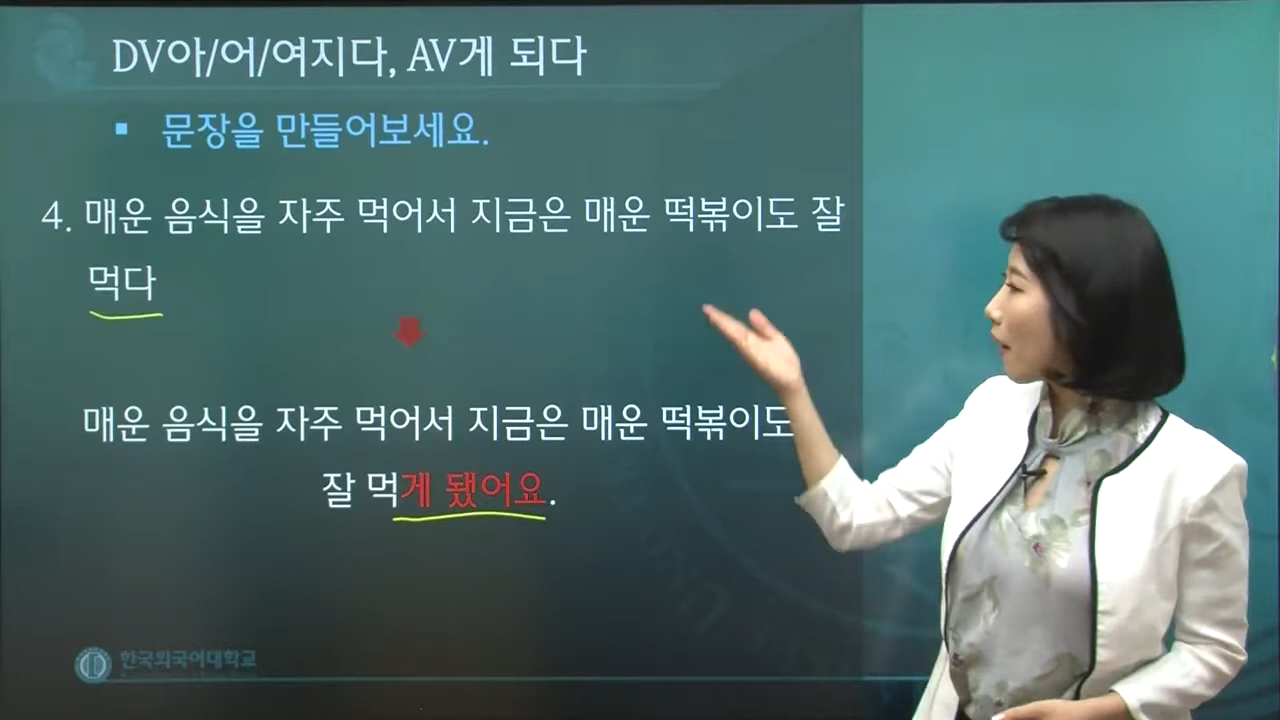 DV아/어/여지다, AV게 되다
▪ 문장을 만들어보세요.
4. 매운 음식을 자주 먹어서 지금은 매운 떡볶이도 잘
먹다
매운 음식을 자주 먹어서 지금은 매운 떡볶이도
잘 먹게 됐어요.
한국외국어대학교